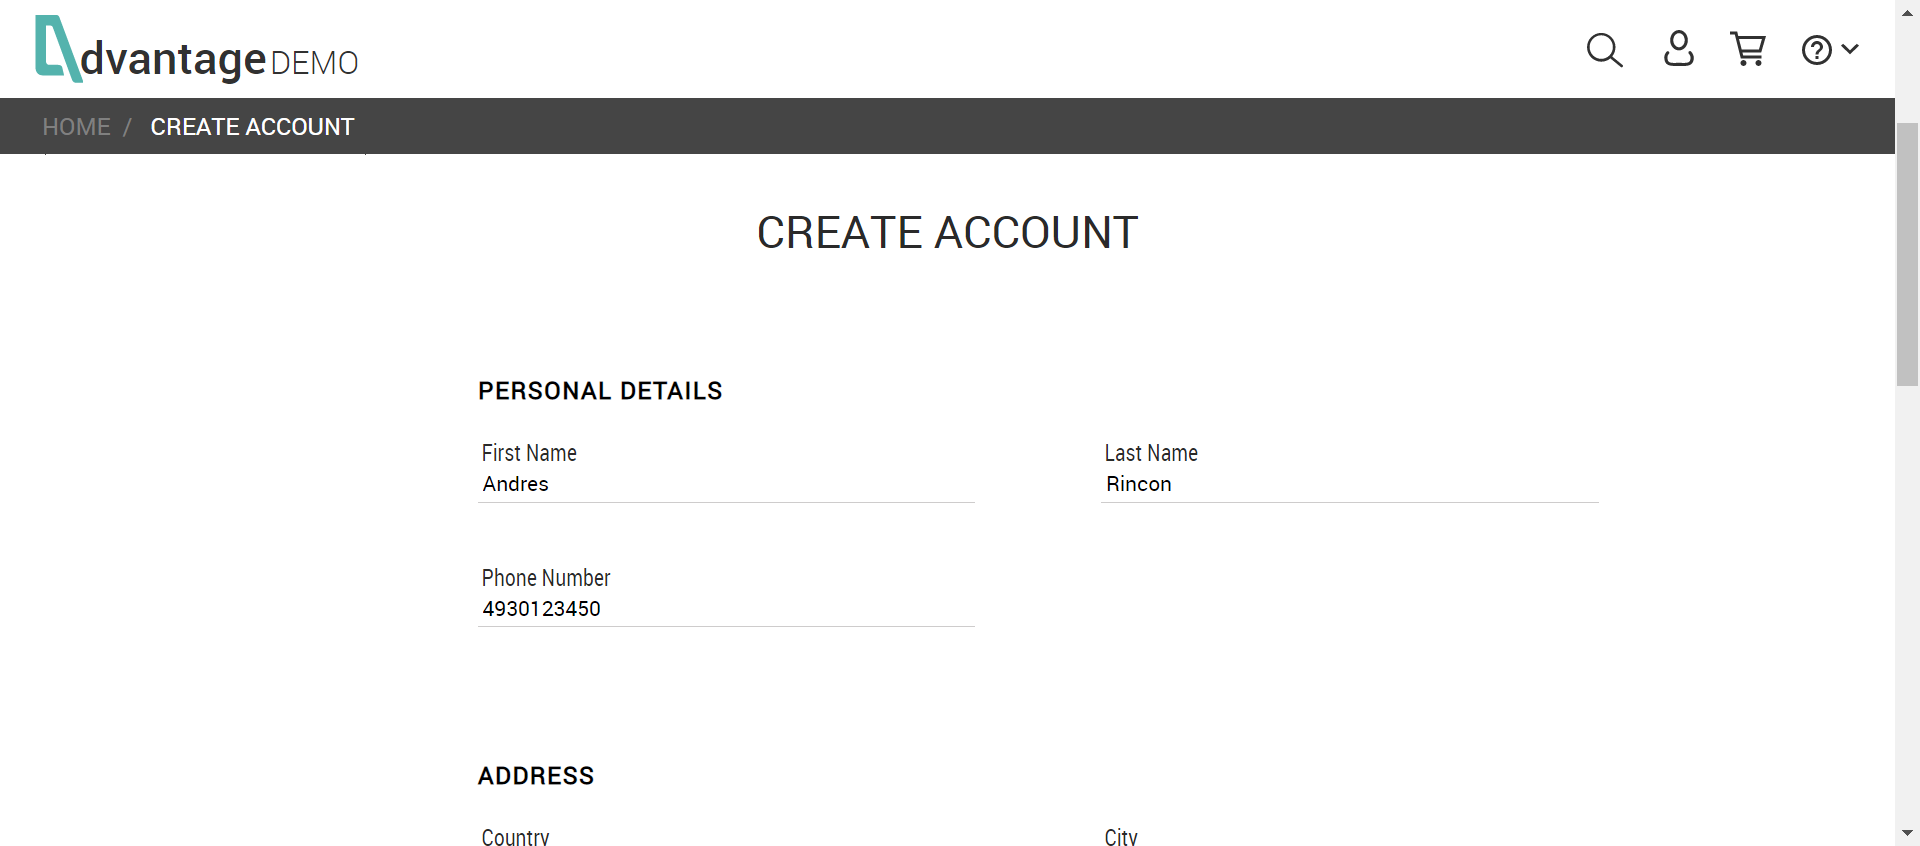 dvantage DEMO
HOME / CREATE ACCOUNT
CREATE ACCOUNT
PERSONAL DETAILS
First Name
Last Name
Andres
Rincon
Phone Number
4930123450
ADDRESS
Country
City